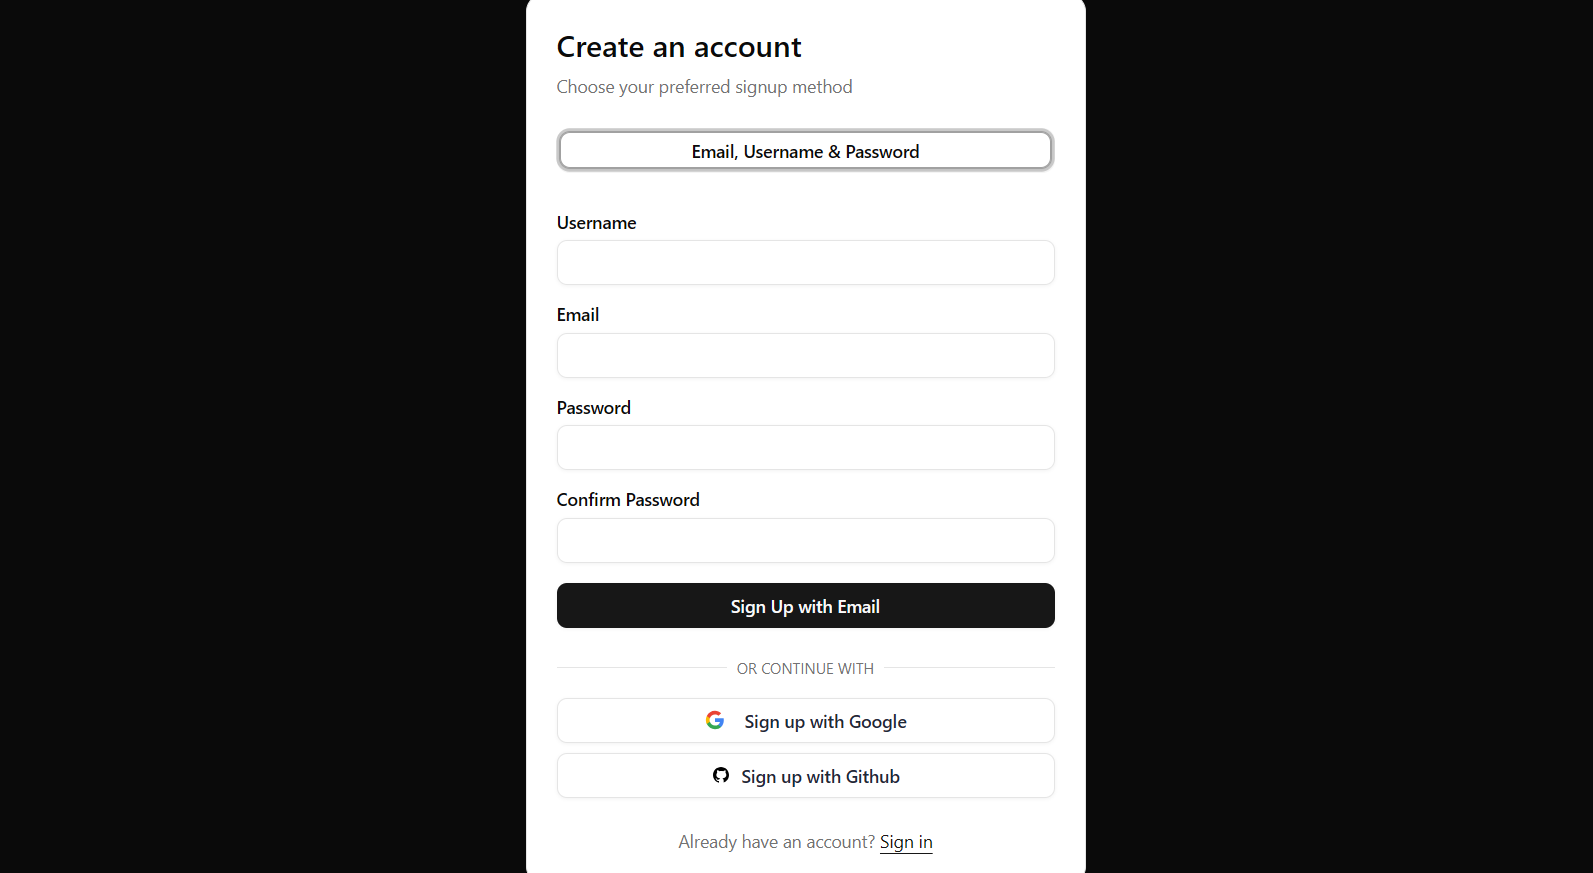 Create an account
Choose your preferred signup method
Email, Username & Password
Username
Email
Password
Confirm Password
Sign Up with Email
OR CONTINUE WITH
Sign up with Google
Sign up with Github
Already have an account? Sign in